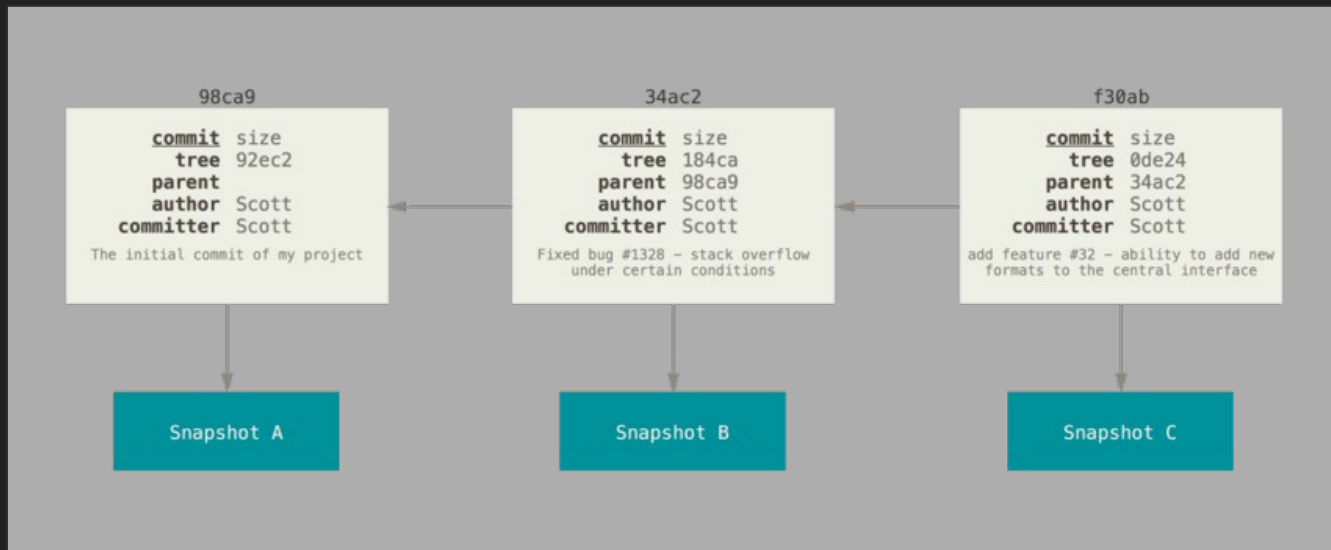 98ca9
commit size
tree 92ec2
parent
author Scott
committer Scott
The initial commit of my project
Snapshot A
34ac2
commit size
tree 184ca
parent 98ca9
author Scott
committer Scott
Fixed bug #1328 – stack overflow
under certain conditions
Snapshot B
f30ab
commit size
tree 0de24
parent 34ac2
author Scott
committer Scott
add feature #32 – ability to add new
formats to the central interface
Snapshot C